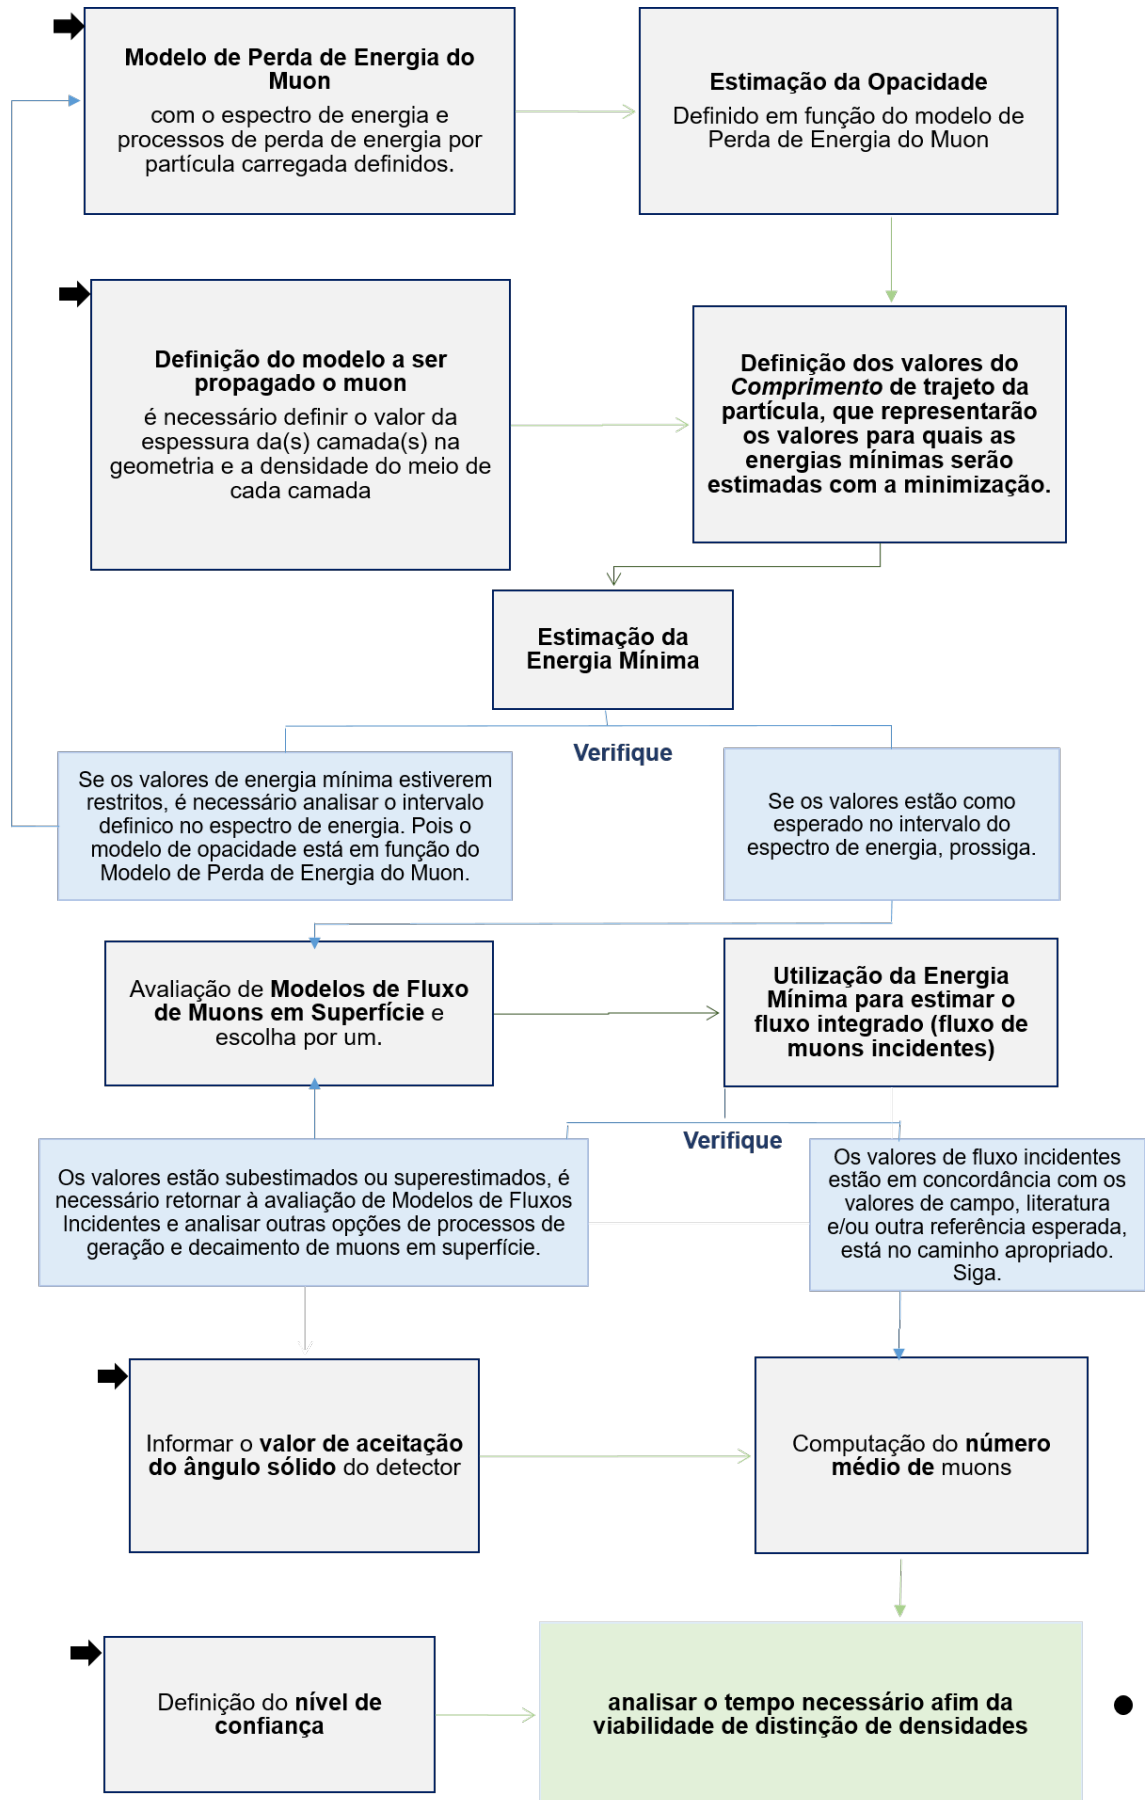 Modelo de Perda de Energia do
Muon
com o espectro de energia e
processos de perda de energia por
partícula carregada definidos.
Estimação da Opacidade
Definido em função do modelo de
Perda de Energia do Muon
Definição do modelo a ser
propagado o muon
é necessário definir o valor da
espessura da(s) camada(s) na
geometria e a densidade do meio de
cada camada
Definição dos valores do
Comprimento de trajeto da
partícula, que representarão
os valores para quais as
energias mínimas serão
estimadas com a minimização.
Estimação da
Energia Mínima
Verifique
Se os valores de energia mínima estiverem
restritos, é necessário analisar o intervalo
definico no espectro de energia. Pois o
modelo de opacidade está em função do
Modelo de Perda de Energia do Muon.
Se os valores estão como
esperado no intervalo do
espectro de energia, prossiga.
Avaliação de Modelos de Fluxo
de Muons em Superfície e
escolha por um.
Utilização da Energia
Mínima para estimar o
fluxo integrado (fluxo de
muons incidentes)
Verifique
Os valores estão subestimados ou superestimados, é
necessário retornar à avaliação de Modelos de Fluxos
Incidentes e analisar outras opções de processos de
geração e decaimento de muons em superfície.
Os valores de fluxo incidentes
estão em concordância com os
valores de campo, literatura
e/ou outra referência esperada,
está no caminho apropriado.
Siga.
Informar o valor de aceitação
do ângulo sólido do detector
Computação do número
médio de muons
Definição do nível de
confiança
analisar o tempo necessário afim da
viabilidade de distinção de densidades